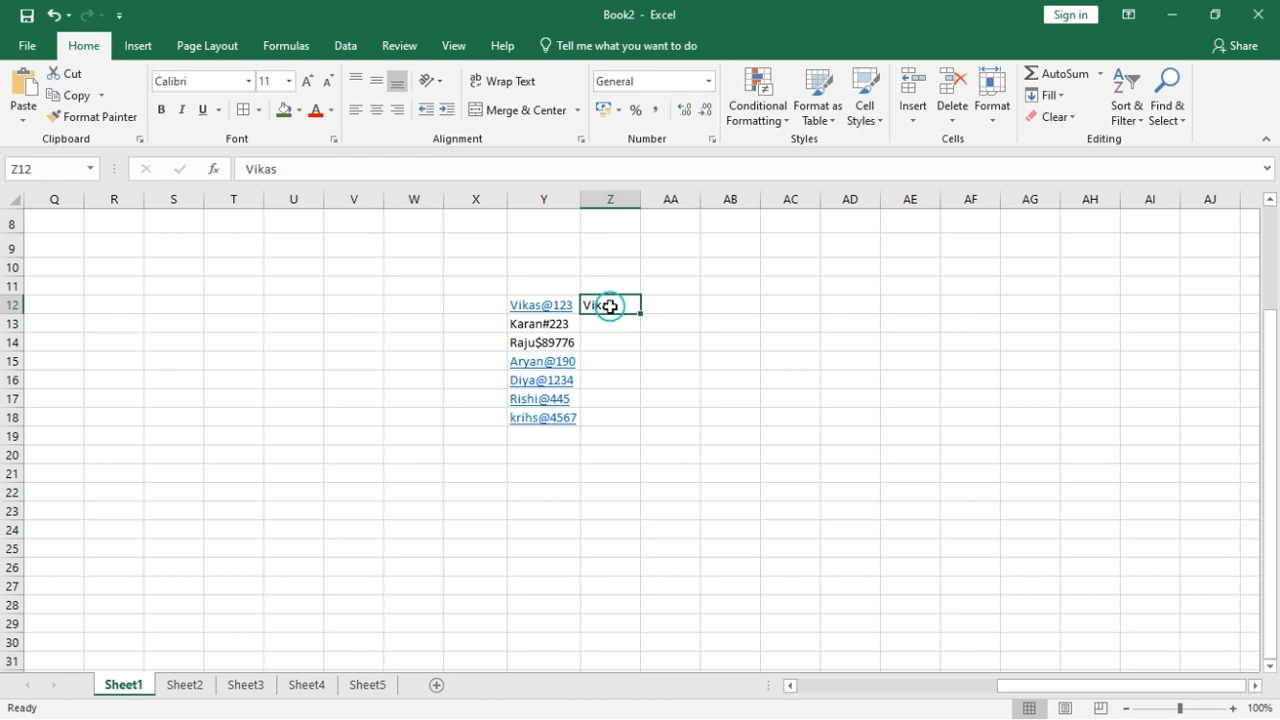 Book2 - Excel
Sign in
File Home Insert Page Layout Formulas Data Review View Help Tell me what you want to do Share
Paste
Cut
Copy
Format Painter
Clipboard
Calibri 11
B I U
Font
Wrap Text
Merge & Center
Alignment
General
%
Number
Conditional Formatting
Format as Table
Cell Styles
Styles
Insert
Delete
Format
Cells
AutoSum
Fill
Clear
Sort & Filter
Find & Select
Editing
Z12 fx Vikas
Q R S T U V W X Y Z AA AB AC AD AE AF AG AH AI AJ
8
9
10
11
12 Vikas@123
13 Karan#223
14 Raju$89776
15 Aryan@190
16 Diya@1234
17 Rishi@445
18 krihs@4567
19
20
21
22
23
24
25
26
27
28
29
30
31
Sheet1 Sheet2 Sheet3 Sheet4 Sheet5
Ready 100%